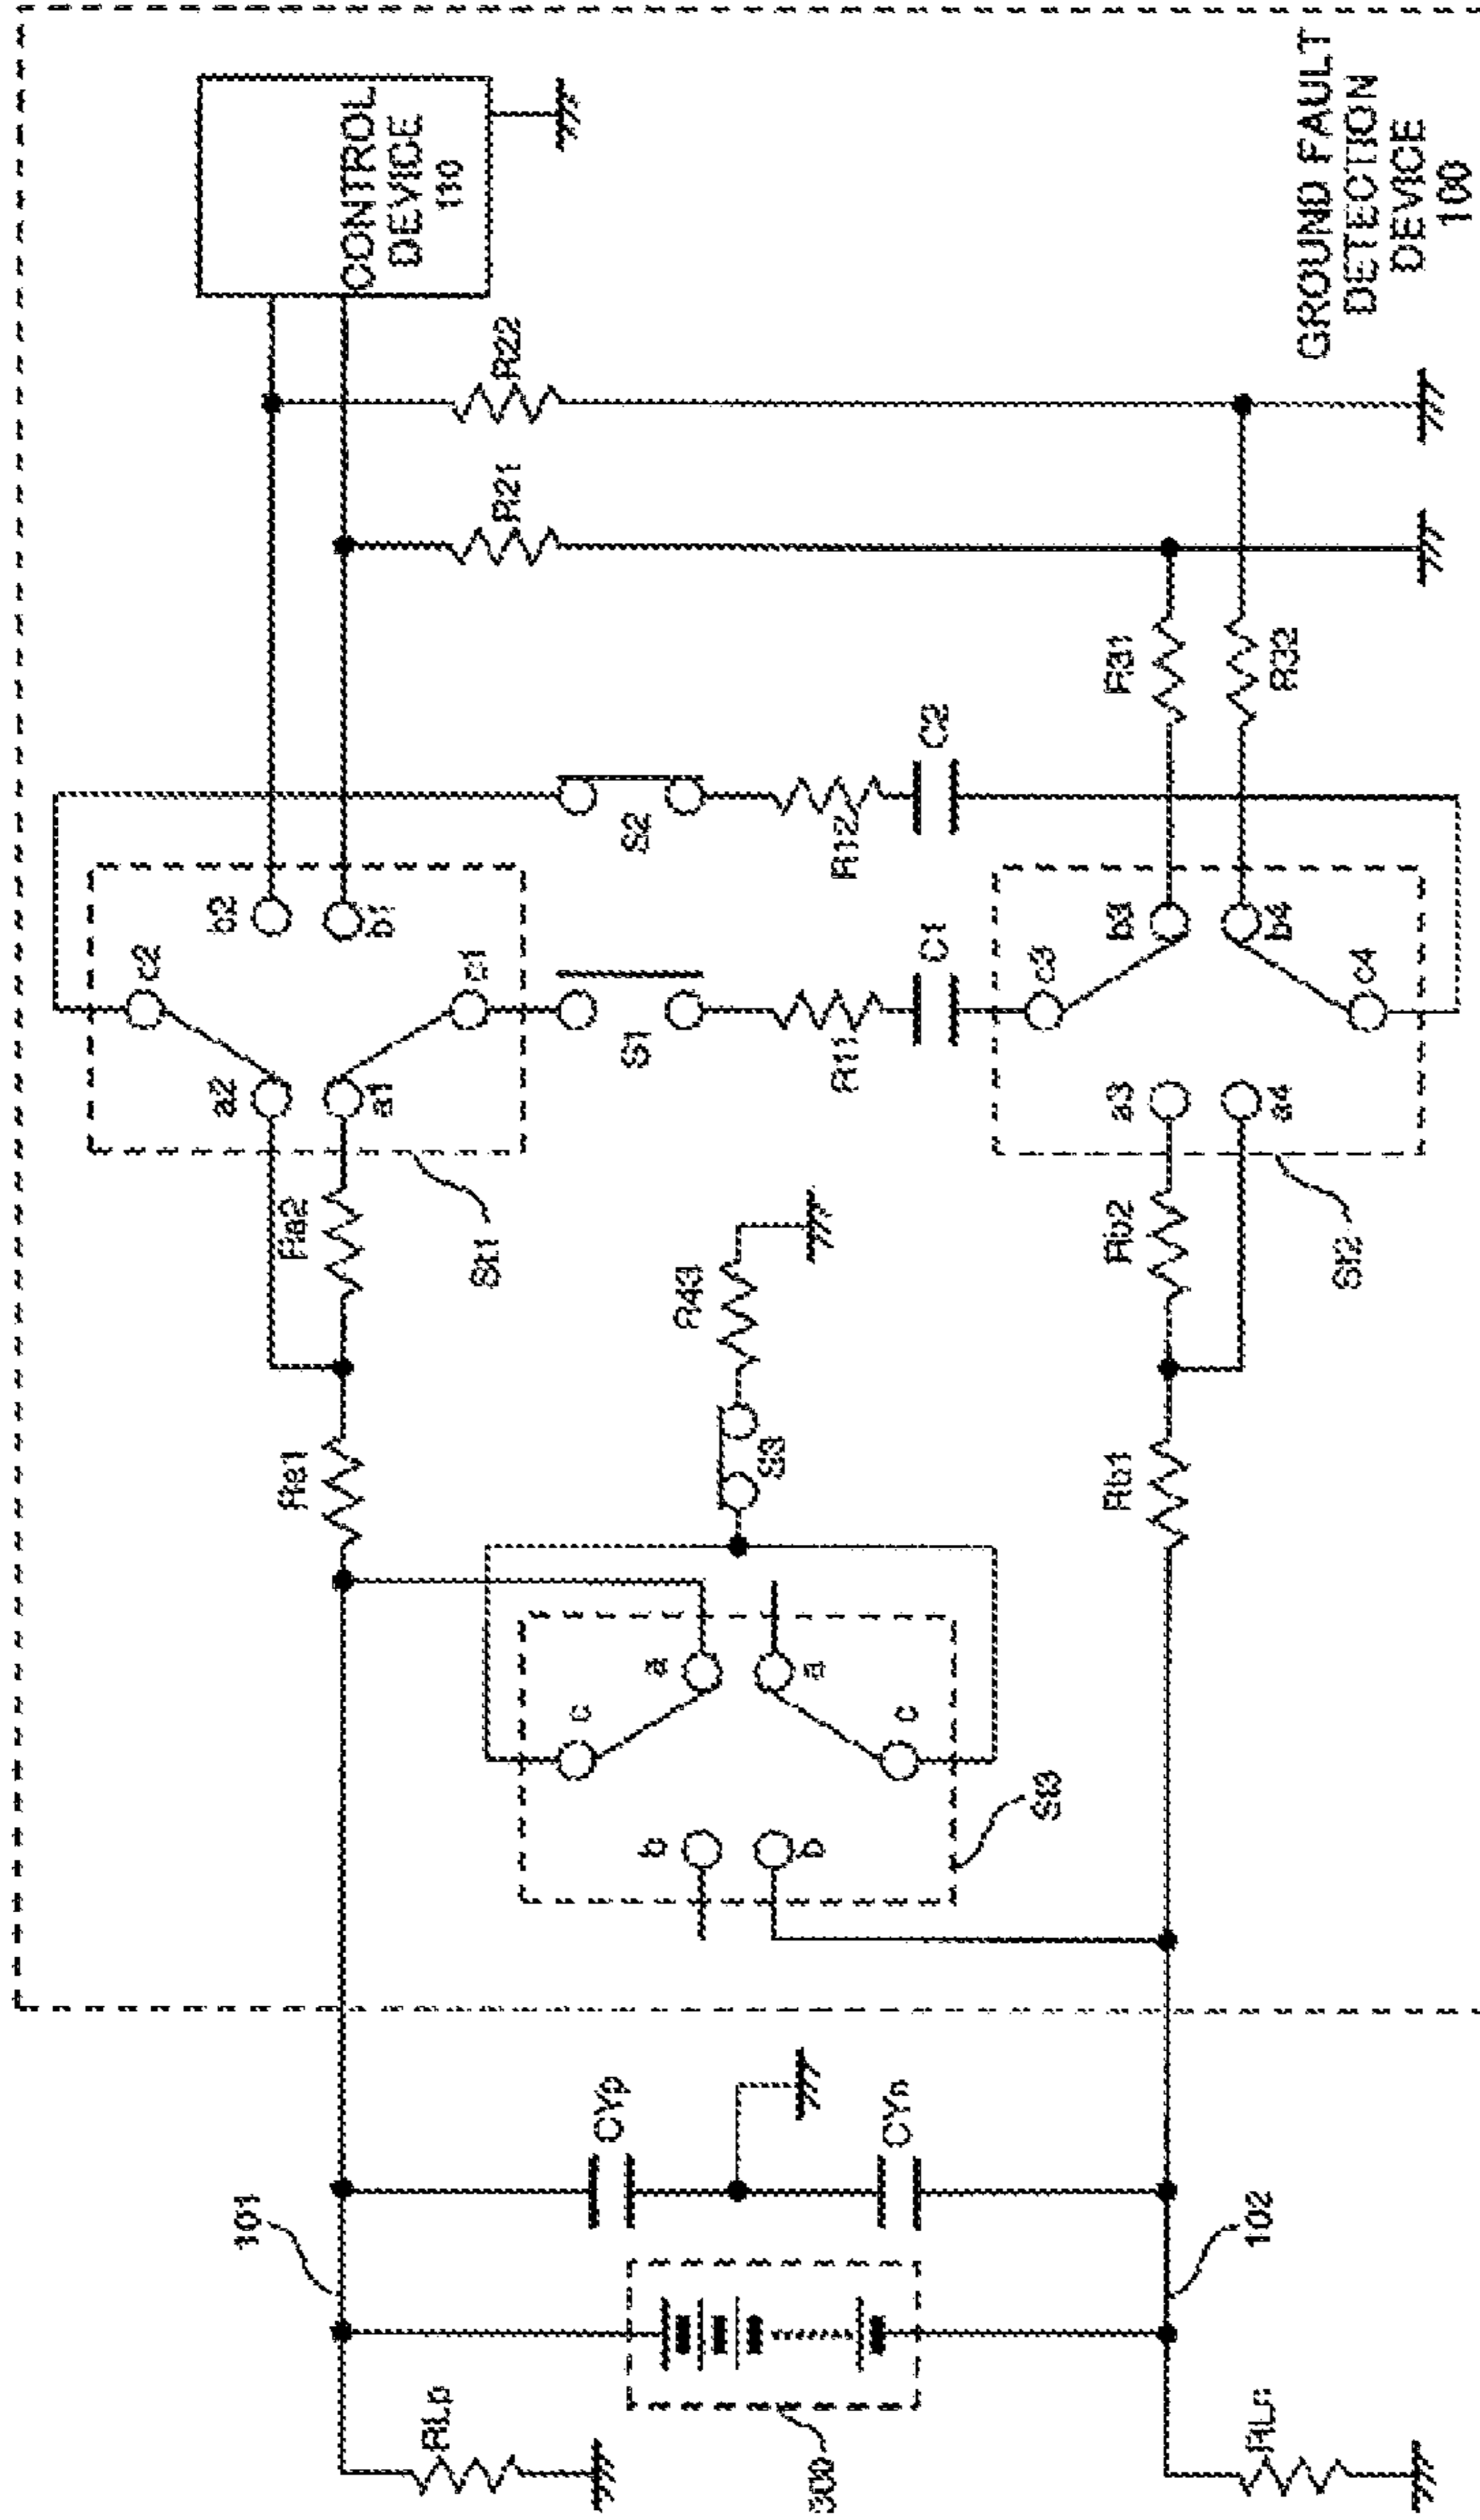 CONTROL
DEVICE
110
GROUND FAULT
DETECTION
DEVICE
100
R22
R21
R31
R32
C2
S2
R12
C1
S1
R11
b2
b1
c2
c1
a2
a1
c3
b3
b4
c4
a3
a4
Ra2
St1
Rb2
St2
R43
S3
Ra1
Rb1
a
a
c
c
b
b
St3
CYp
CYn
101
102
300
RLp
RLn